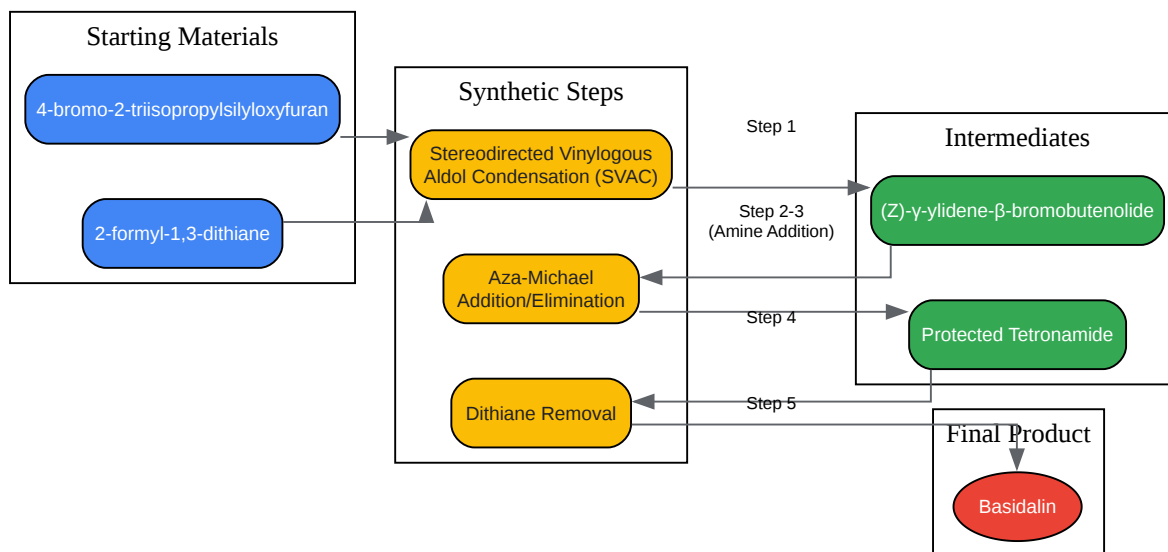 Starting Materials
4-bromo-2-triisopropylsilyloxyfuran
2-formyl-1,3-dithiane
Synthetic Steps
Stereodirected Vinylogous
Aldol Condensation (SVAC)
Aza-Michael
Addition/Elimination
Dithiane Removal
Step 1
Step 2-3
(Amine Addition)
Step 4
Step 5
Intermediates
(Z)-γ-ylidene-β-bromobutenolide
Protected Tetronamide
Final Product
Basidalin